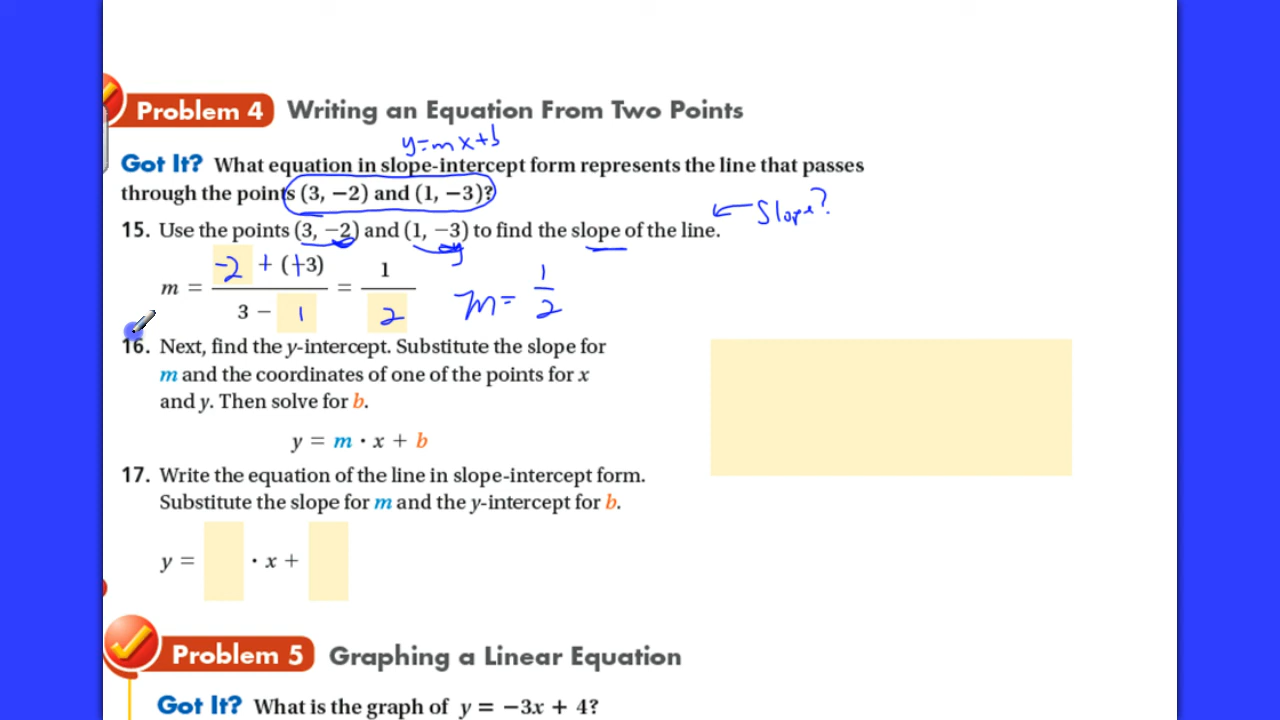 Problem 4 Writing an Equation From Two Points
y=mx+b
Got It? What equation in slope-intercept form represents the line that passes
through the points (3, −2) and (1, −3)?
← Slope?
15. Use the points (3, −2) and (1, −3) to find the slope of the line.
m = -2 + (+3) / 3 − 1 = 1 / 2 m = 1/2
16. Next, find the y-intercept. Substitute the slope for
m and the coordinates of one of the points for x
and y. Then solve for b.
y = m · x + b
17. Write the equation of the line in slope-intercept form.
Substitute the slope for m and the y-intercept for b.
y = · x +
Problem 5 Graphing a Linear Equation
Got It? What is the graph of y = −3x + 4?